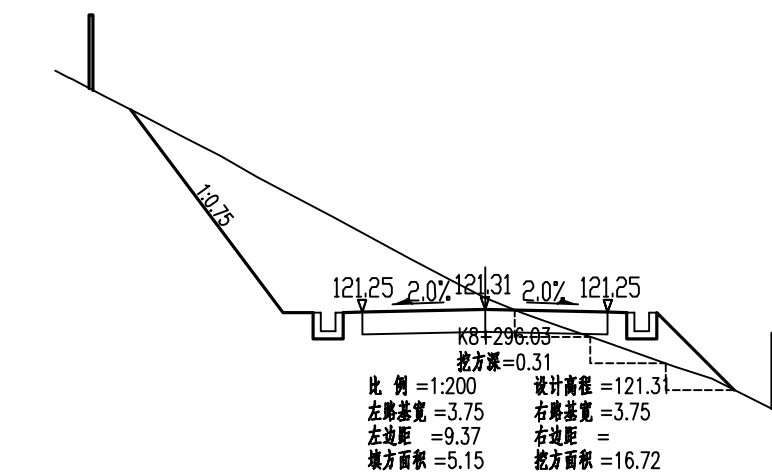 1:0.75
121.25 2.0% 121.31 2.0% 121.25
K8+296.03
挖方深=0.31
比 例 =1:200 设计高程 =121.31
左路基宽 =3.75 右路基宽 =3.75
左边距 =9.37 右边距 =
填方面积 =5.15 挖方面积 =16.72